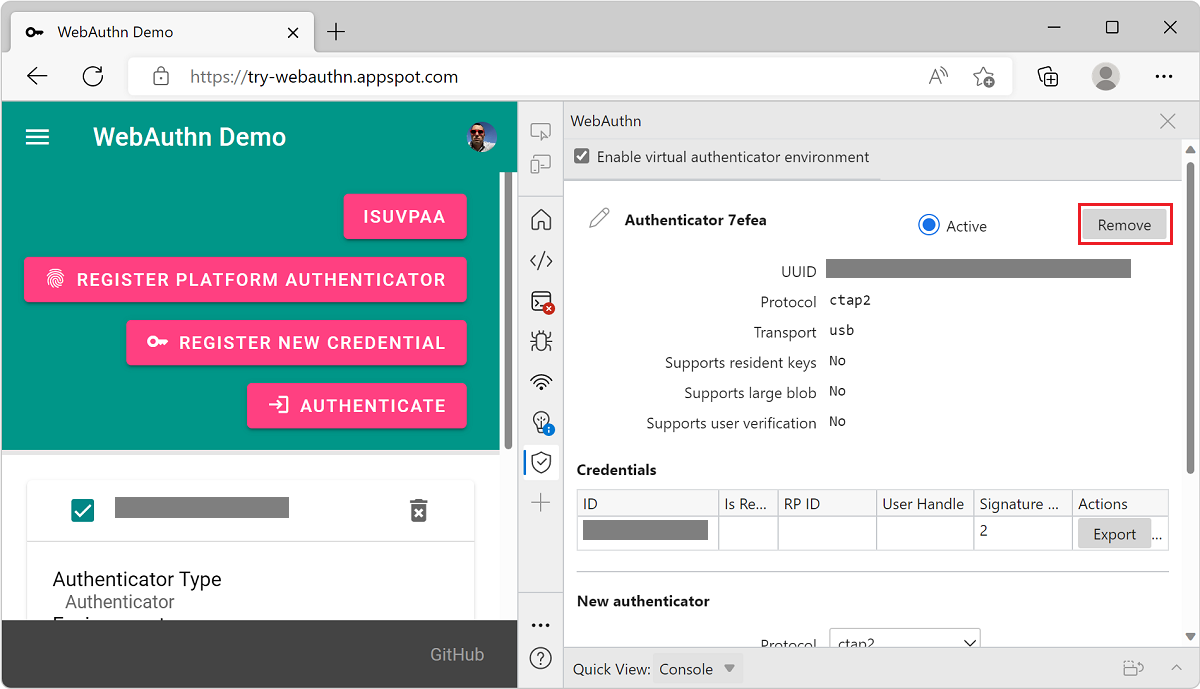 WebAuthn Demo
https://try-webauthn.appspot.com
WebAuthn Demo
ISUVPAA
REGISTER PLATFORM AUTHENTICATOR
REGISTER NEW CREDENTIAL
AUTHENTICATE
Authenticator Type
Authenticator
GitHub
WebAuthn
Enable virtual authenticator environment
Authenticator 7efea
Active
Remove
UUID
Protocol ctap2
Transport usb
Supports resident keys No
Supports large blob No
Supports user verification No
Credentials
ID Is Re... RP ID User Handle Signature ... Actions
2 Export ...
New authenticator
Protocol ctap2
Quick View: Console